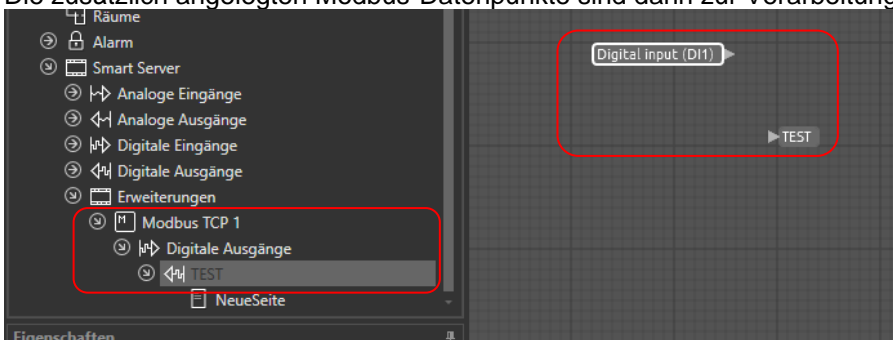 Die zusätzlich angelegten Modbus-Datenpunkte sind dann zur Verarbeitung
Räume
Alarm
Smart Server
Analoge Eingänge
Analoge Ausgänge
Digitale Eingänge
Digitale Ausgänge
Erweiterungen
Modbus TCP 1
Digitale Ausgänge
TEST
NeueSeite
Eigenschaften
Digital input (DI1)
TEST